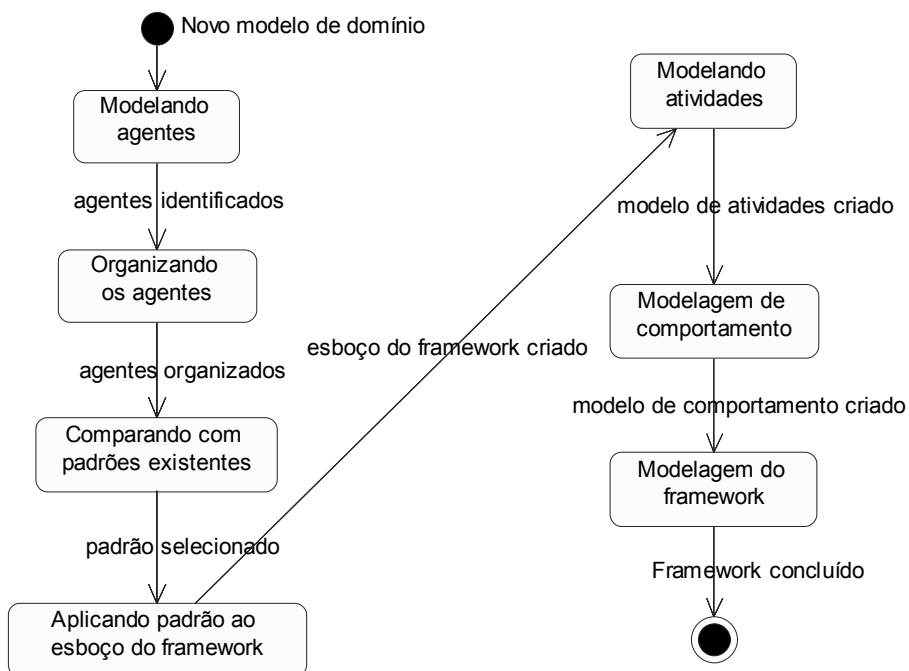 Novo modelo de domínio
Modelando
agentes
agentes identificados
Organizando
os agentes
agentes organizados
Comparando com
padrões existentes
padrão selecionado
Aplicando padrão ao
esboço do framework
esboço do framework criado
Modelando
atividades
modelo de atividades criado
Modelagem de
comportamento
modelo de comportamento criado
Modelagem do
framework
Framework concluído